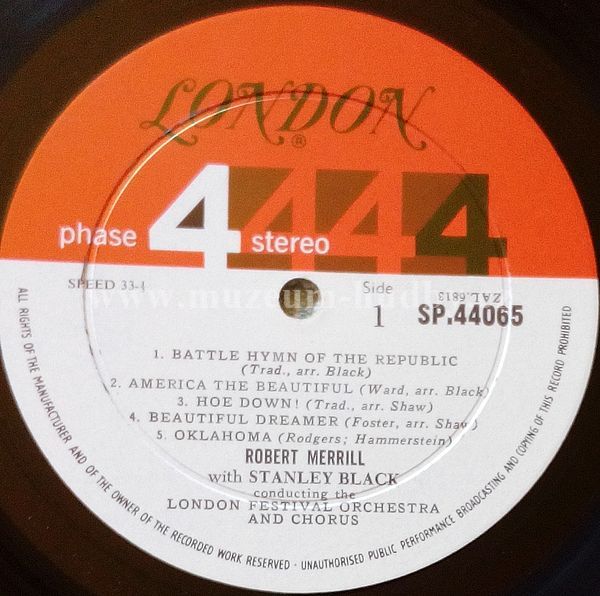 LONDON
®
phase 4 stereo
SPEED 33-⅓
Side
1
ZAL.6813
SP.44065
1. BATTLE HYMN OF THE REPUBLIC
(Trad., arr. Black)
2. AMERICA THE BEAUTIFUL (Ward, arr. Black)
3. HOE DOWN! (Trad., arr. Shaw)
4. BEAUTIFUL DREAMER (Foster, arr. Shaw)
5. OKLAHOMA (Rodgers; Hammerstein)
ROBERT MERRILL
with STANLEY BLACK
conducting the
LONDON FESTIVAL ORCHESTRA
AND CHORUS
ALL RIGHTS OF THE MANUFACTURER AND OF THE OWNER OF THE RECORDED WORK RESERVED · UNAUTHORISED PUBLIC PERFORMANCE BROADCASTING AND COPYING OF THIS RECORD PROHIBITED